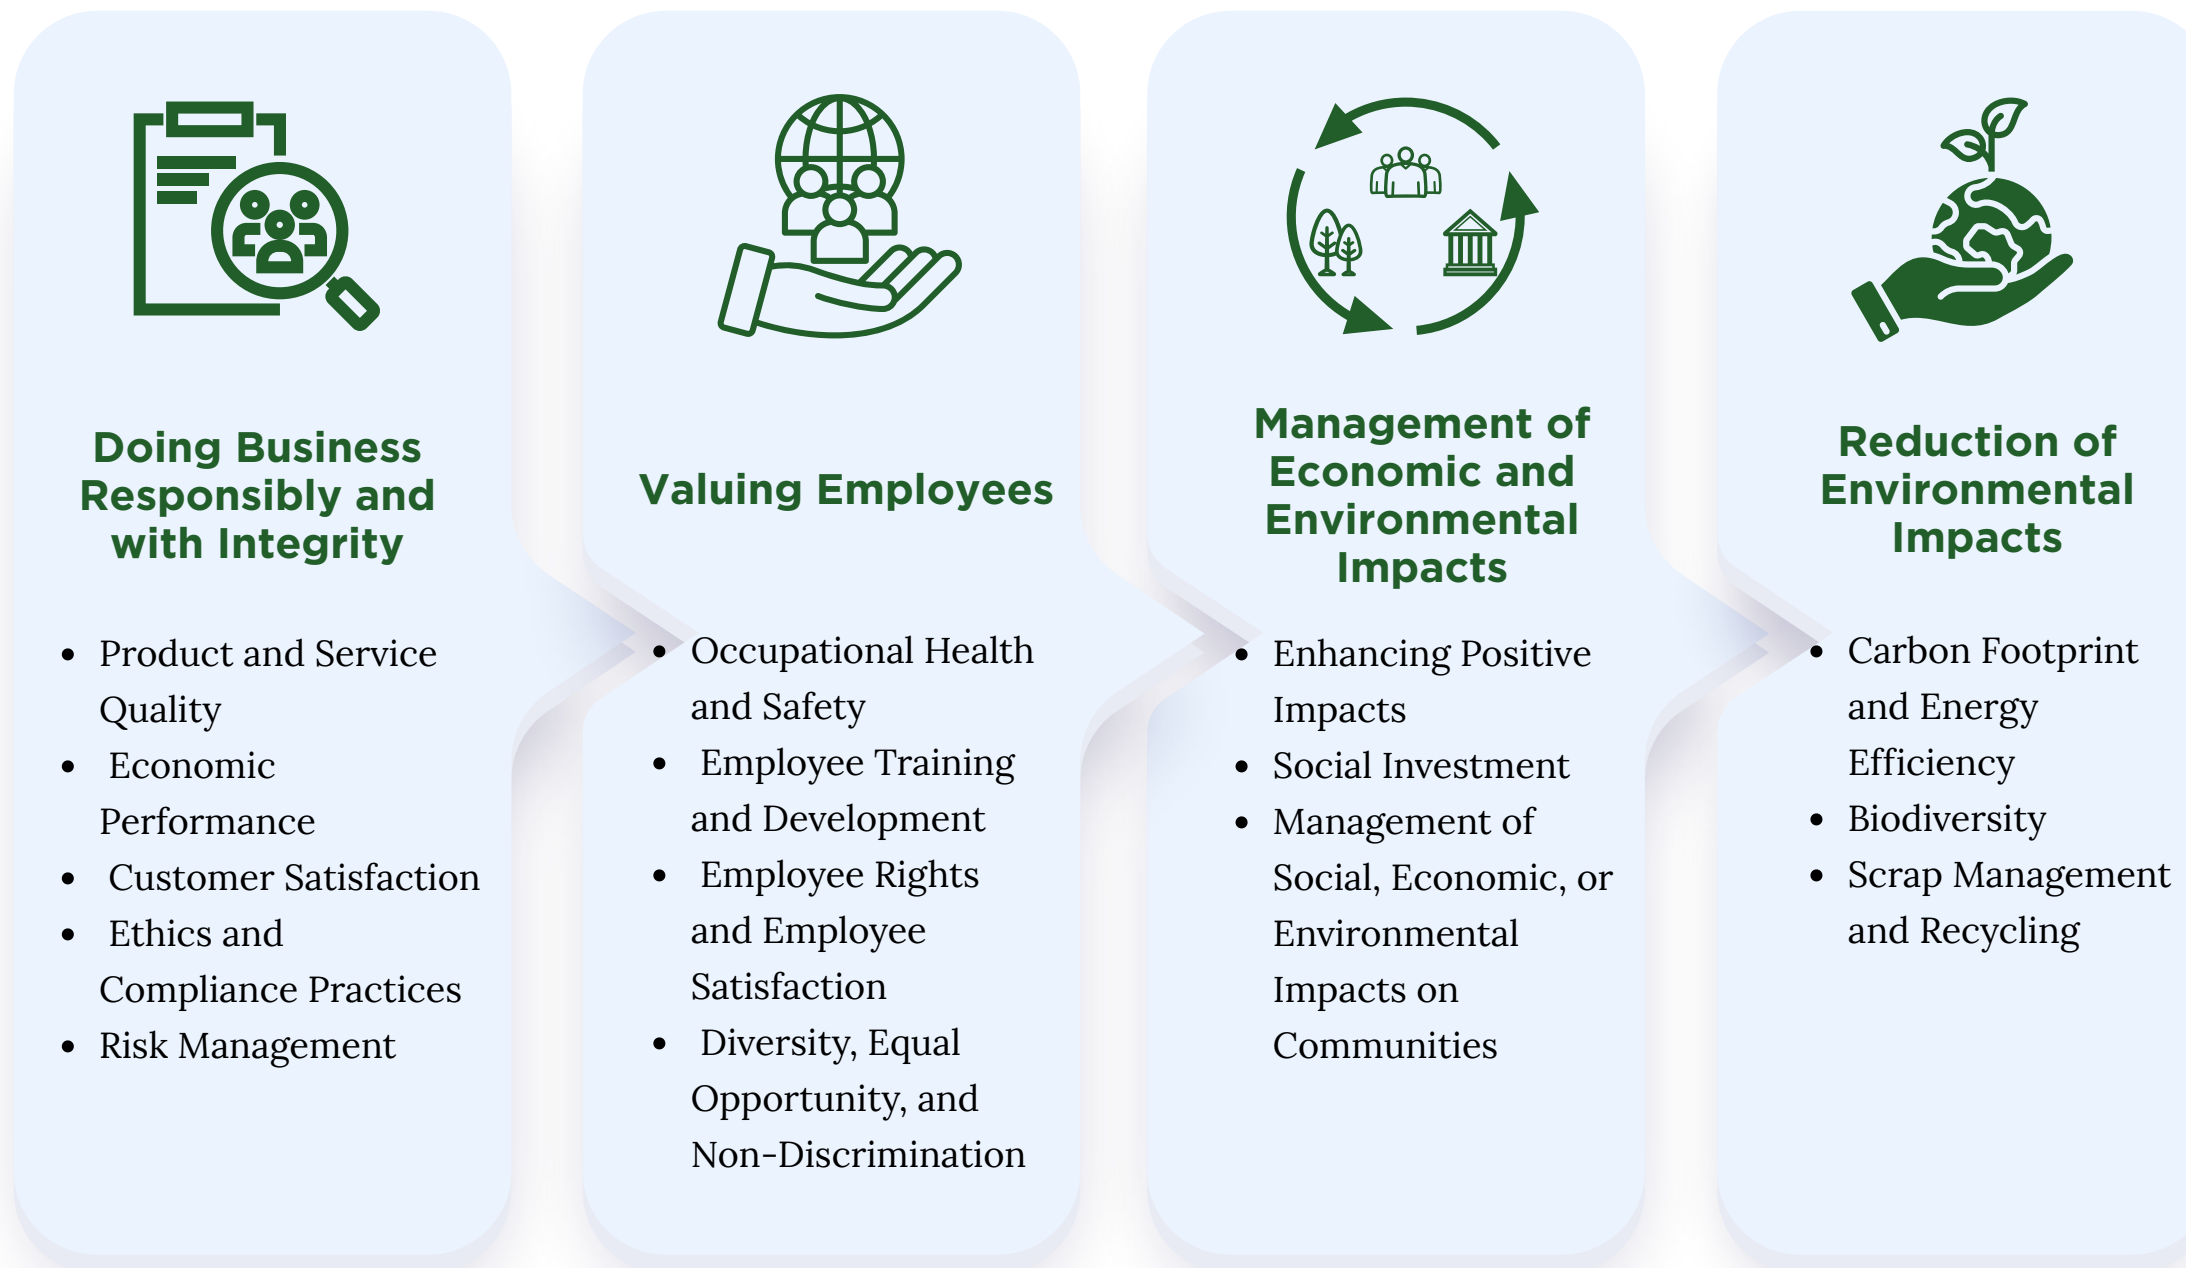 Doing Business
Responsibly and
with Integrity
• Product and Service
Quality
• Economic
Performance
• Customer Satisfaction
• Ethics and
Compliance Practices
• Risk Management
Valuing Employees
• Occupational Health
and Safety
• Employee Training
and Development
• Employee Rights
and Employee
Satisfaction
• Diversity, Equal
Opportunity, and
Non-Discrimination
Management of
Economic and
Environmental
Impacts
• Enhancing Positive
Impacts
• Social Investment
• Management of
Social, Economic, or
Environmental
Impacts on
Communities
Reduction of
Environmental
Impacts
• Carbon Footprint
and Energy
Efficiency
• Biodiversity
• Scrap Management
and Recycling